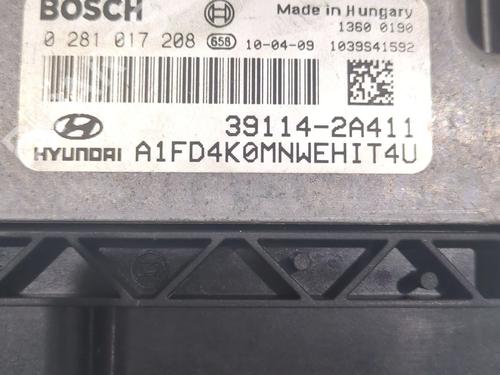 BOSCH
Made in Hungary
1360 0190
0 281 017 208 658 10-04-09 1039S41592
39114-2A411
HYUNDAI A1FD4K0MNWEHIT4U